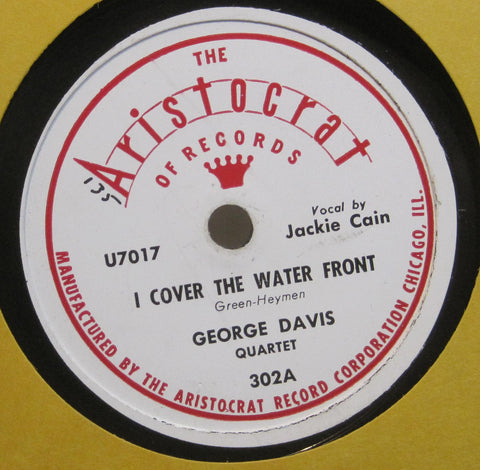 THE
Aristocrat
OF RECORDS
135
Vocal by
Jackie Cain
U7017
I COVER THE WATER FRONT
Green-Heymen
GEORGE DAVIS
QUARTET
302A
MANUFACTURED BY THE ARISTOCRAT RECORD CORPORATION CHICAGO, ILL.